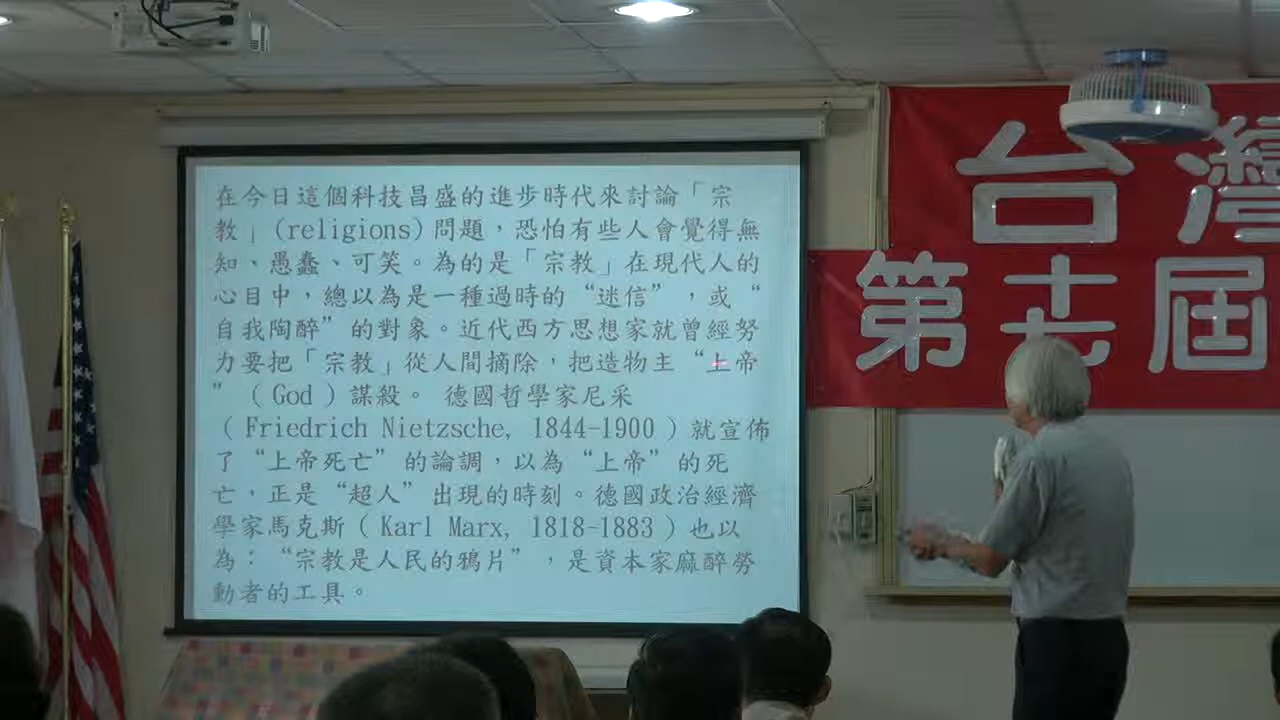 在今日這個科技昌盛的進步時代來討論「宗
教」(religions)問題，恐怕有些人會覺得無
知、愚蠢、可笑。為的是「宗教」在現代人的
心目中，總以為是一種過時的“迷信”，或“
自我陶醉”的對象。近代西方思想家就曾經努
力要把「宗教」從人間摘除，把造物主“上帝
”（God）謀殺。 德國哲學家尼采
（Friedrich Nietzsche, 1844-1900）就宣佈
了“上帝死亡”的論調，以為“上帝”的死
亡，正是“超人”出現的時刻。德國政治經濟
學家馬克斯（Karl Marx, 1818-1883）也以
為：“宗教是人民的鴉片”，是資本家麻醉勞
動者的工具。
台灣
第 屆